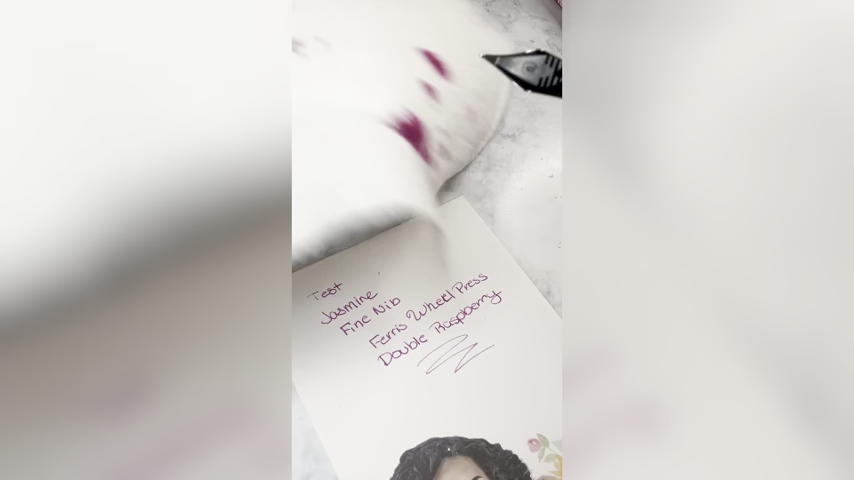 Test
Jasmine
Fine Nib
Ferris Wheel Press
Double Raspberry